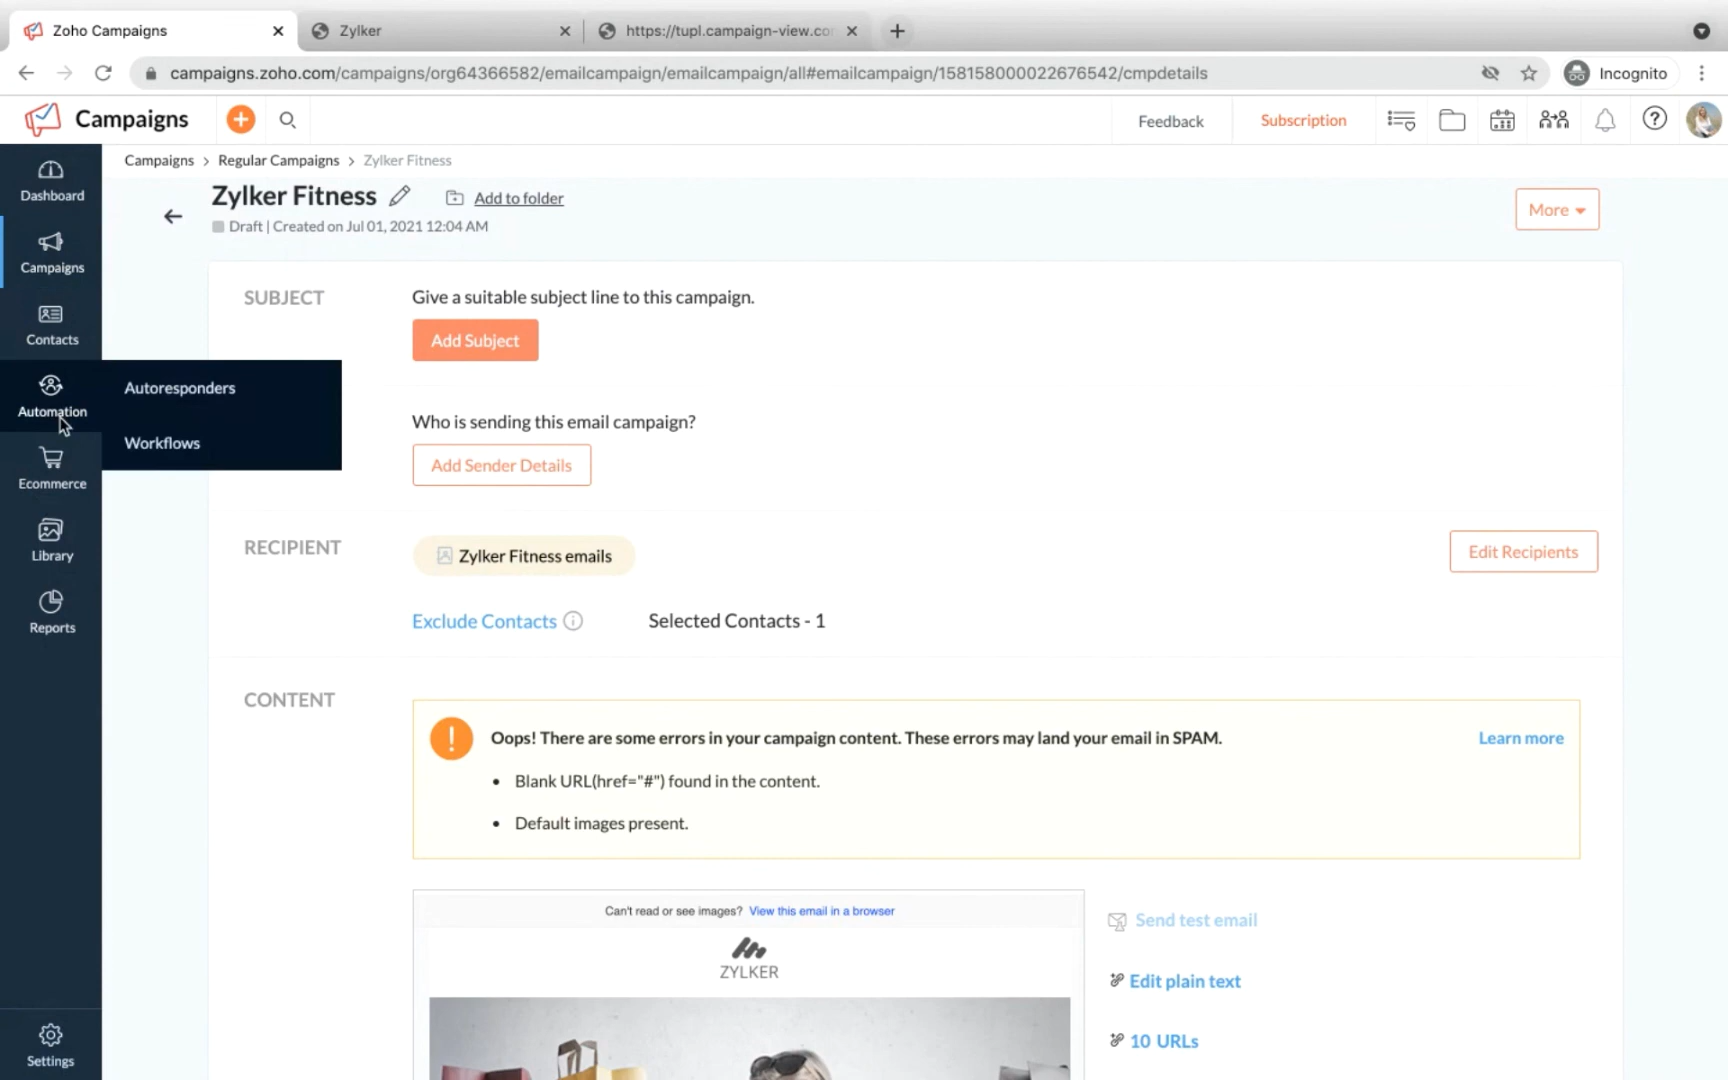 Zoho Campaigns
Zylker
https://tupl.campaign-view.co
campaigns.zoho.com/campaigns/org64366582/emailcampaign/emailcampaign/all#emailcampaign/158158000022676542/cmpdetails
Incognito
Campaigns
Feedback
Subscription
Campaigns > Regular Campaigns > Zylker Fitness
Zylker Fitness
Add to folder
Draft | Created on Jul 01, 2021 12:04 AM
More
Dashboard
Campaigns
Contacts
Automation
Autoresponders
Workflows
Ecommerce
Library
Reports
Settings
SUBJECT
Give a suitable subject line to this campaign.
Add Subject
Who is sending this email campaign?
Add Sender Details
RECIPIENT
Zylker Fitness emails
Edit Recipients
Exclude Contacts
Selected Contacts - 1
CONTENT
Oops! There are some errors in your campaign content. These errors may land your email in SPAM.
Learn more
• Blank URL(href="#") found in the content.
• Default images present.
Can't read or see images? View this email in a browser
ZYLKER
Send test email
Edit plain text
10 URLs